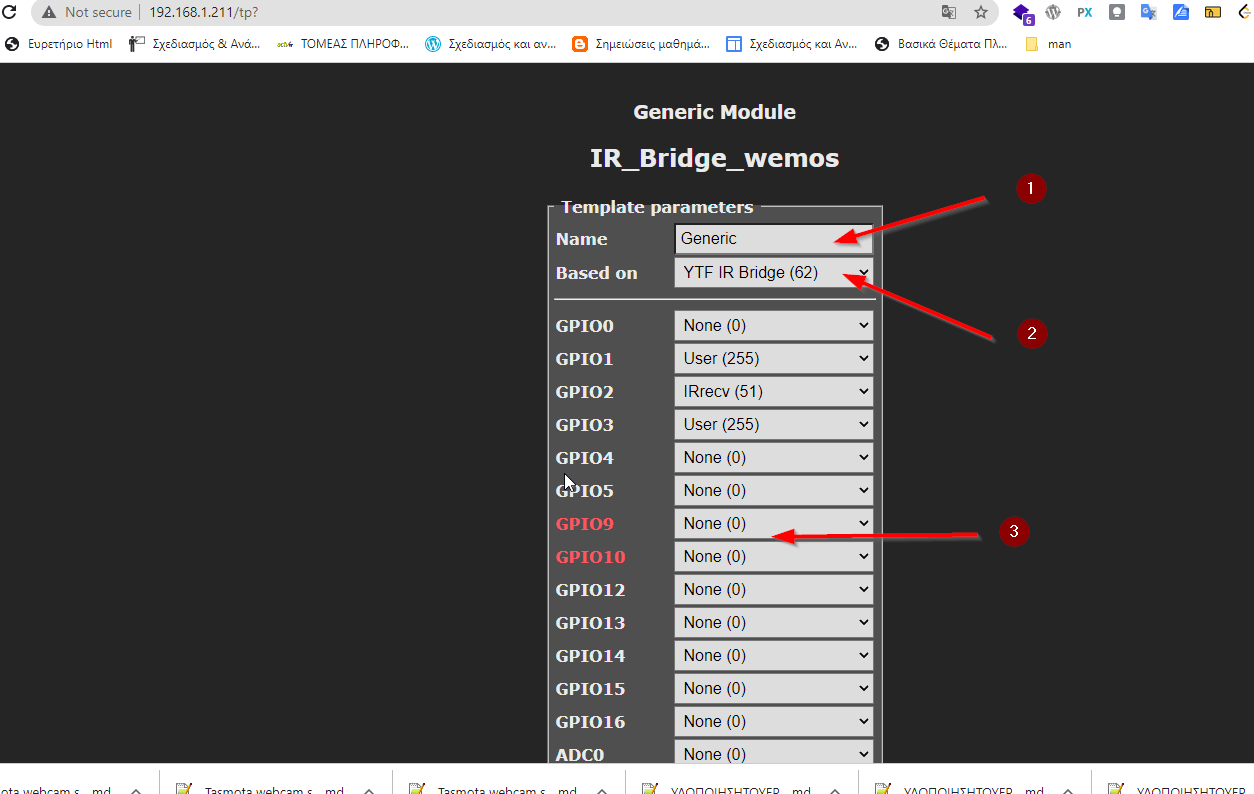 Not secure | 192.168.1.211/tp?
6 PX
Ευρετήριο Html Σχεδιασμός & Ανά... ΤΟΜΕΑΣ ΠΛΗΡΟΦ... Σχεδιασμός και αν... Σημειώσεις μαθημά... Σχεδιασμός και Αν... Βασικά Θέματα Πλ... man
Generic Module
IR_Bridge_wemos
1
Template parameters
Name Generic
Based on YTF IR Bridge (62)
2
GPIO0 None (0)
GPIO1 User (255)
GPIO2 IRrecv (51)
GPIO3 User (255)
GPIO4 None (0)
GPIO5 None (0)
GPIO9 None (0)
3
GPIO10 None (0)
GPIO12 None (0)
GPIO13 None (0)
GPIO14 None (0)
GPIO15 None (0)
GPIO16 None (0)
ADC0 None (0)
ota webcam s....md Tasmota webcam s....md Tasmota webcam s....md ΥΛΟΠΟΙΗΣΗΤΟΥΕΡ....md ΥΛΟΠΟΙΗΣΗΤΟΥΕΡ....md ΥΛΟΠΟΙΗΣΗΤΟΥΕΡ